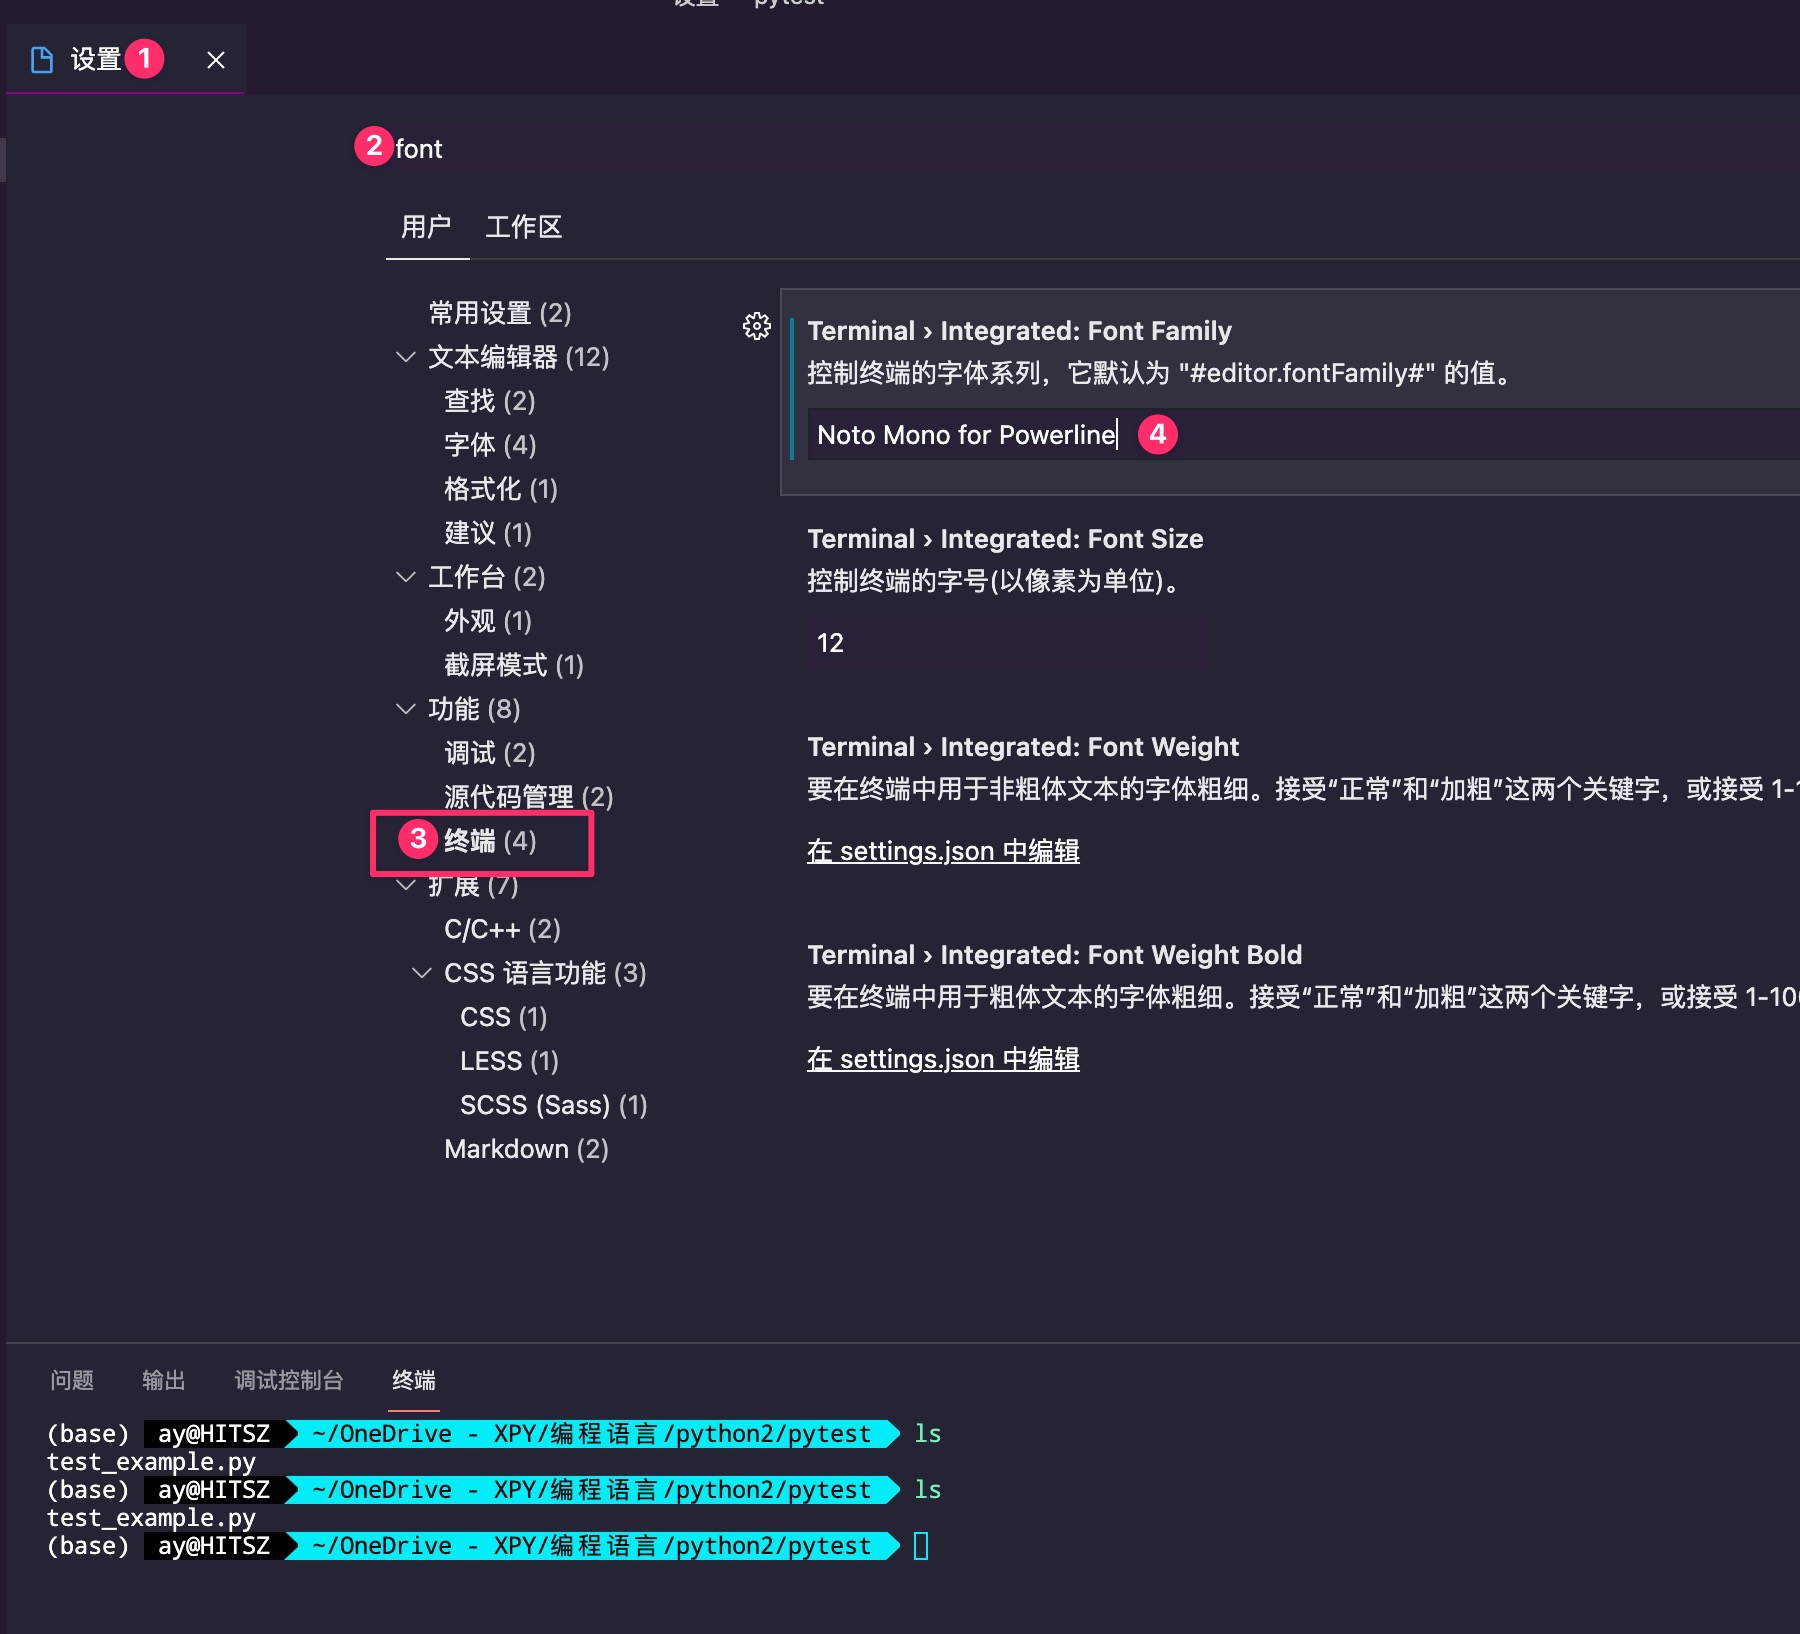 设置 pytest
设置 1
2 font
用户 工作区
常用设置 (2)
文本编辑器 (12)
查找 (2)
字体 (4)
格式化 (1)
建议 (1)
工作台 (2)
外观 (1)
截屏模式 (1)
功能 (8)
调试 (2)
源代码管理 (2)
3 终端 (4)
扩展 (7)
C/C++ (2)
CSS 语言功能 (3)
CSS (1)
LESS (1)
SCSS (Sass) (1)
Markdown (2)
Terminal › Integrated: Font Family
控制终端的字体系列，它默认为 "#editor.fontFamily#" 的值。
Noto Mono for Powerline 4
Terminal › Integrated: Font Size
控制终端的字号(以像素为单位)。
12
Terminal › Integrated: Font Weight
要在终端中用于非粗体文本的字体粗细。接受“正常”和“加粗”这两个关键字，或接受 1-
在 settings.json 中编辑
Terminal › Integrated: Font Weight Bold
要在终端中用于粗体文本的字体粗细。接受“正常”和“加粗”这两个关键字，或接受 1-10
在 settings.json 中编辑
问题 输出 调试控制台 终端
(base) ay@HITSZ ~/OneDrive - XPY/编程语言/python2/pytest ls
test_example.py
(base) ay@HITSZ ~/OneDrive - XPY/编程语言/python2/pytest ls
test_example.py
(base) ay@HITSZ ~/OneDrive - XPY/编程语言/python2/pytest